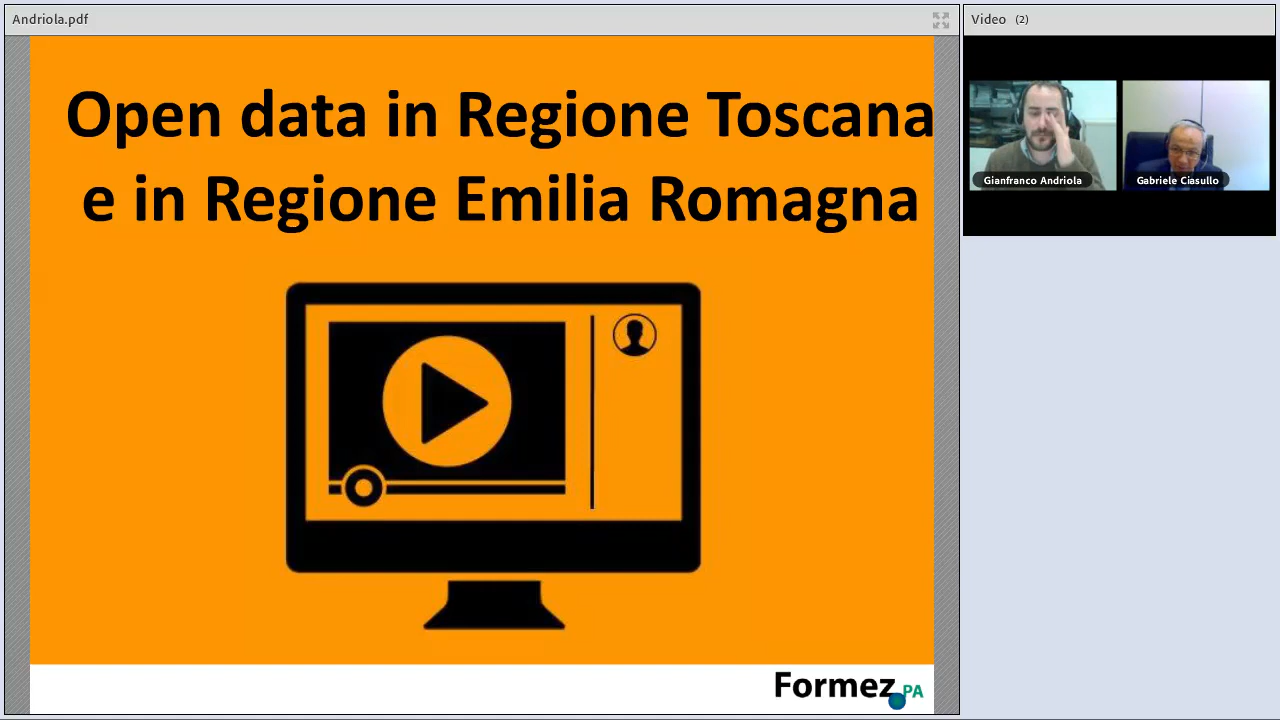 Andriola.pdf
Open data in Regione Toscana
e in Regione Emilia Romagna
Formez PA
Video (2)
Gianfranco Andriola
Gabriele Ciasullo